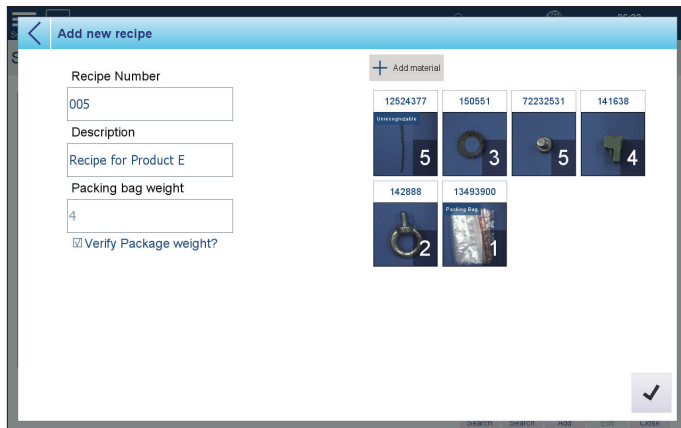 Add new recipe
Recipe Number
005
Description
Recipe for Product E
Packing bag weight
4
☑ Verify Package weight?
+ Add material
12524377
150551
72232531
141638
Unrecognizable
5
3
5
4
142888
13493900
Packing Bag
2
1
Search Search Add Edit Close